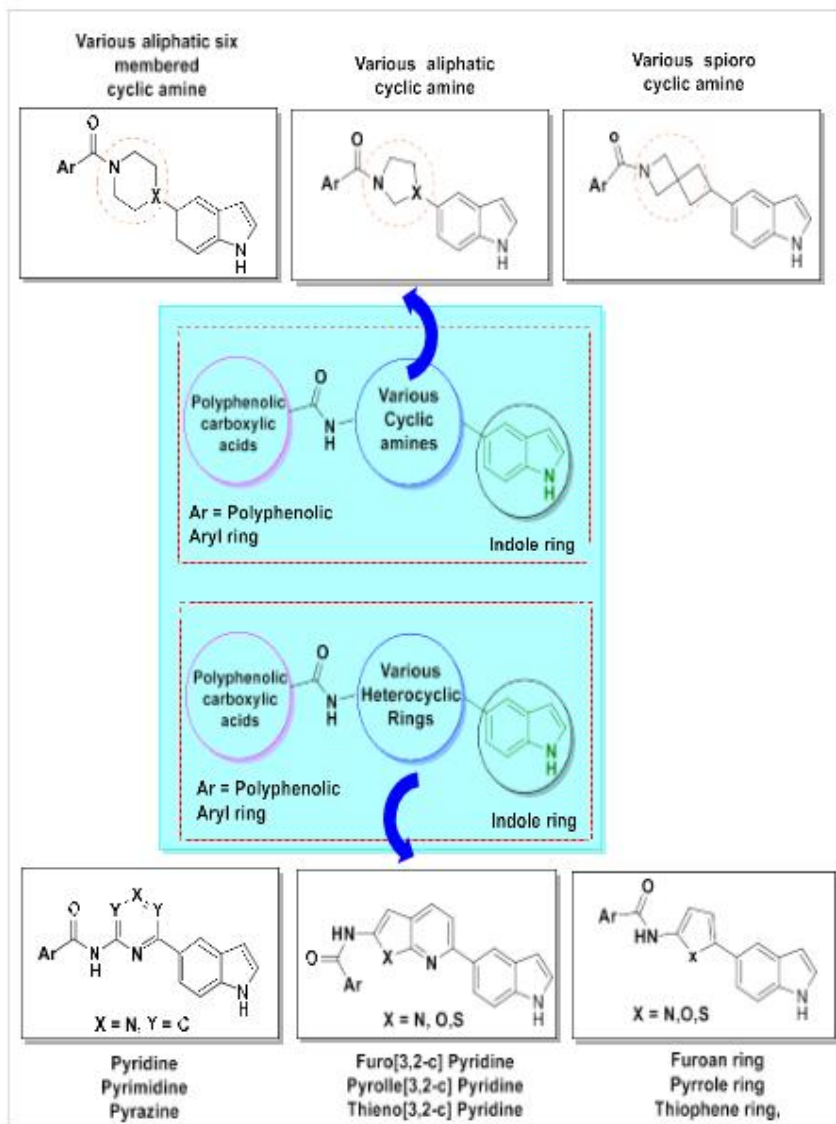 Various aliphatic six
membered
cyclic amine
Various aliphatic
cyclic amine
Various spioro
cyclic amine
O
Ar
N
X
N
H
O
Ar
N
X
N
H
O
Ar
N
N
H
Polyphenolic
carboxylic
acids
O
N
H
Various
Cyclic
amines
N
H
Ar = Polyphenolic
Aryl ring
Indole ring
Polyphenolic
carboxylic
acids
O
N
H
Various
Heterocyclic
Rings
N
H
Ar = Polyphenolic
Aryl ring
Indole ring
O
Ar
N
H
Y
X
Y
N
N
H
X = N, Y = C
NH
O
Ar
X
N
N
H
X = N, O,S
O
Ar
NH
X
N
H
X = N,O,S
Pyridine
Pyrimidine
Pyrazine
Furo[3,2-c] Pyridine
Pyrolle[3,2-c] Pyridine
Thieno[3,2-c] Pyridine
Furoan ring
Pyrrole ring
Thiophene ring,